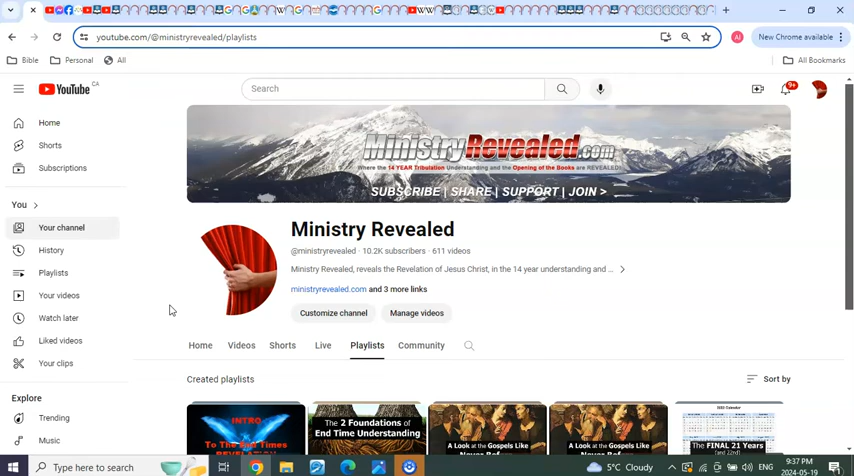 youtube.com/@ministryrevealed/playlists
New Chrome available
Bible
Personal
All
All Bookmarks
YouTube CA
Search
9+
MinistryRevealed.com
Where the 14 YEAR Tribulation Understanding and the Opening of the Books are REVEALED!
SUBSCRIBE | SHARE | SUPPORT | JOIN >
Home
Shorts
Subscriptions
You
Your channel
History
Playlists
Your videos
Watch later
Liked videos
Your clips
Explore
Trending
Music
Ministry Revealed
@ministryrevealed · 10.2K subscribers · 611 videos
Ministry Revealed, reveals the Revelation of Jesus Christ, in the 14 year understanding and ...
ministryrevealed.com and 3 more links
Customize channel
Manage videos
Home
Videos
Shorts
Live
Playlists
Community
Created playlists
Sort by
INTRO
To The End Times
The 2 Foundations of
End Time Understanding
A Look at the Gospels Like
A Look at the Gospels Like
The FINAL 21 Years
Type here to search
5°C Cloudy
ENG
9:37 PM
2024-05-19